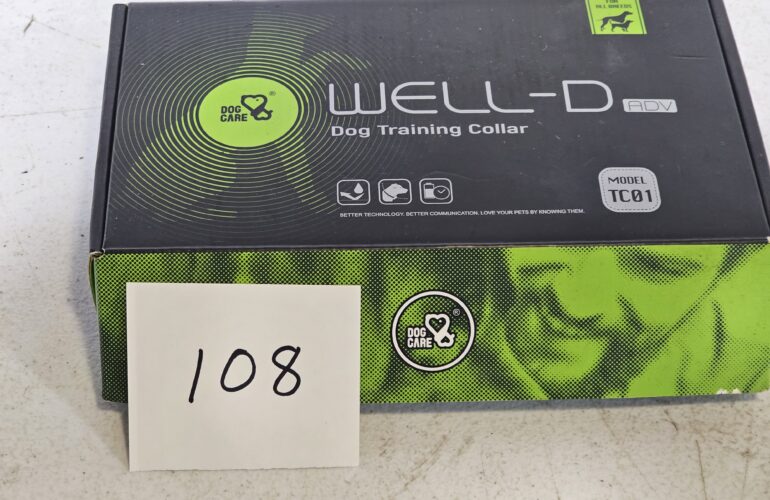 FOR
ALL BREEDS
DOG
CARE
®
WELL-D ADV
Dog Training Collar
MODEL
TC01
BETTER TECHNOLOGY. BETTER COMMUNICATION. LOVE YOUR PETS BY KNOWING THEM.
DOG
CARE
®
108